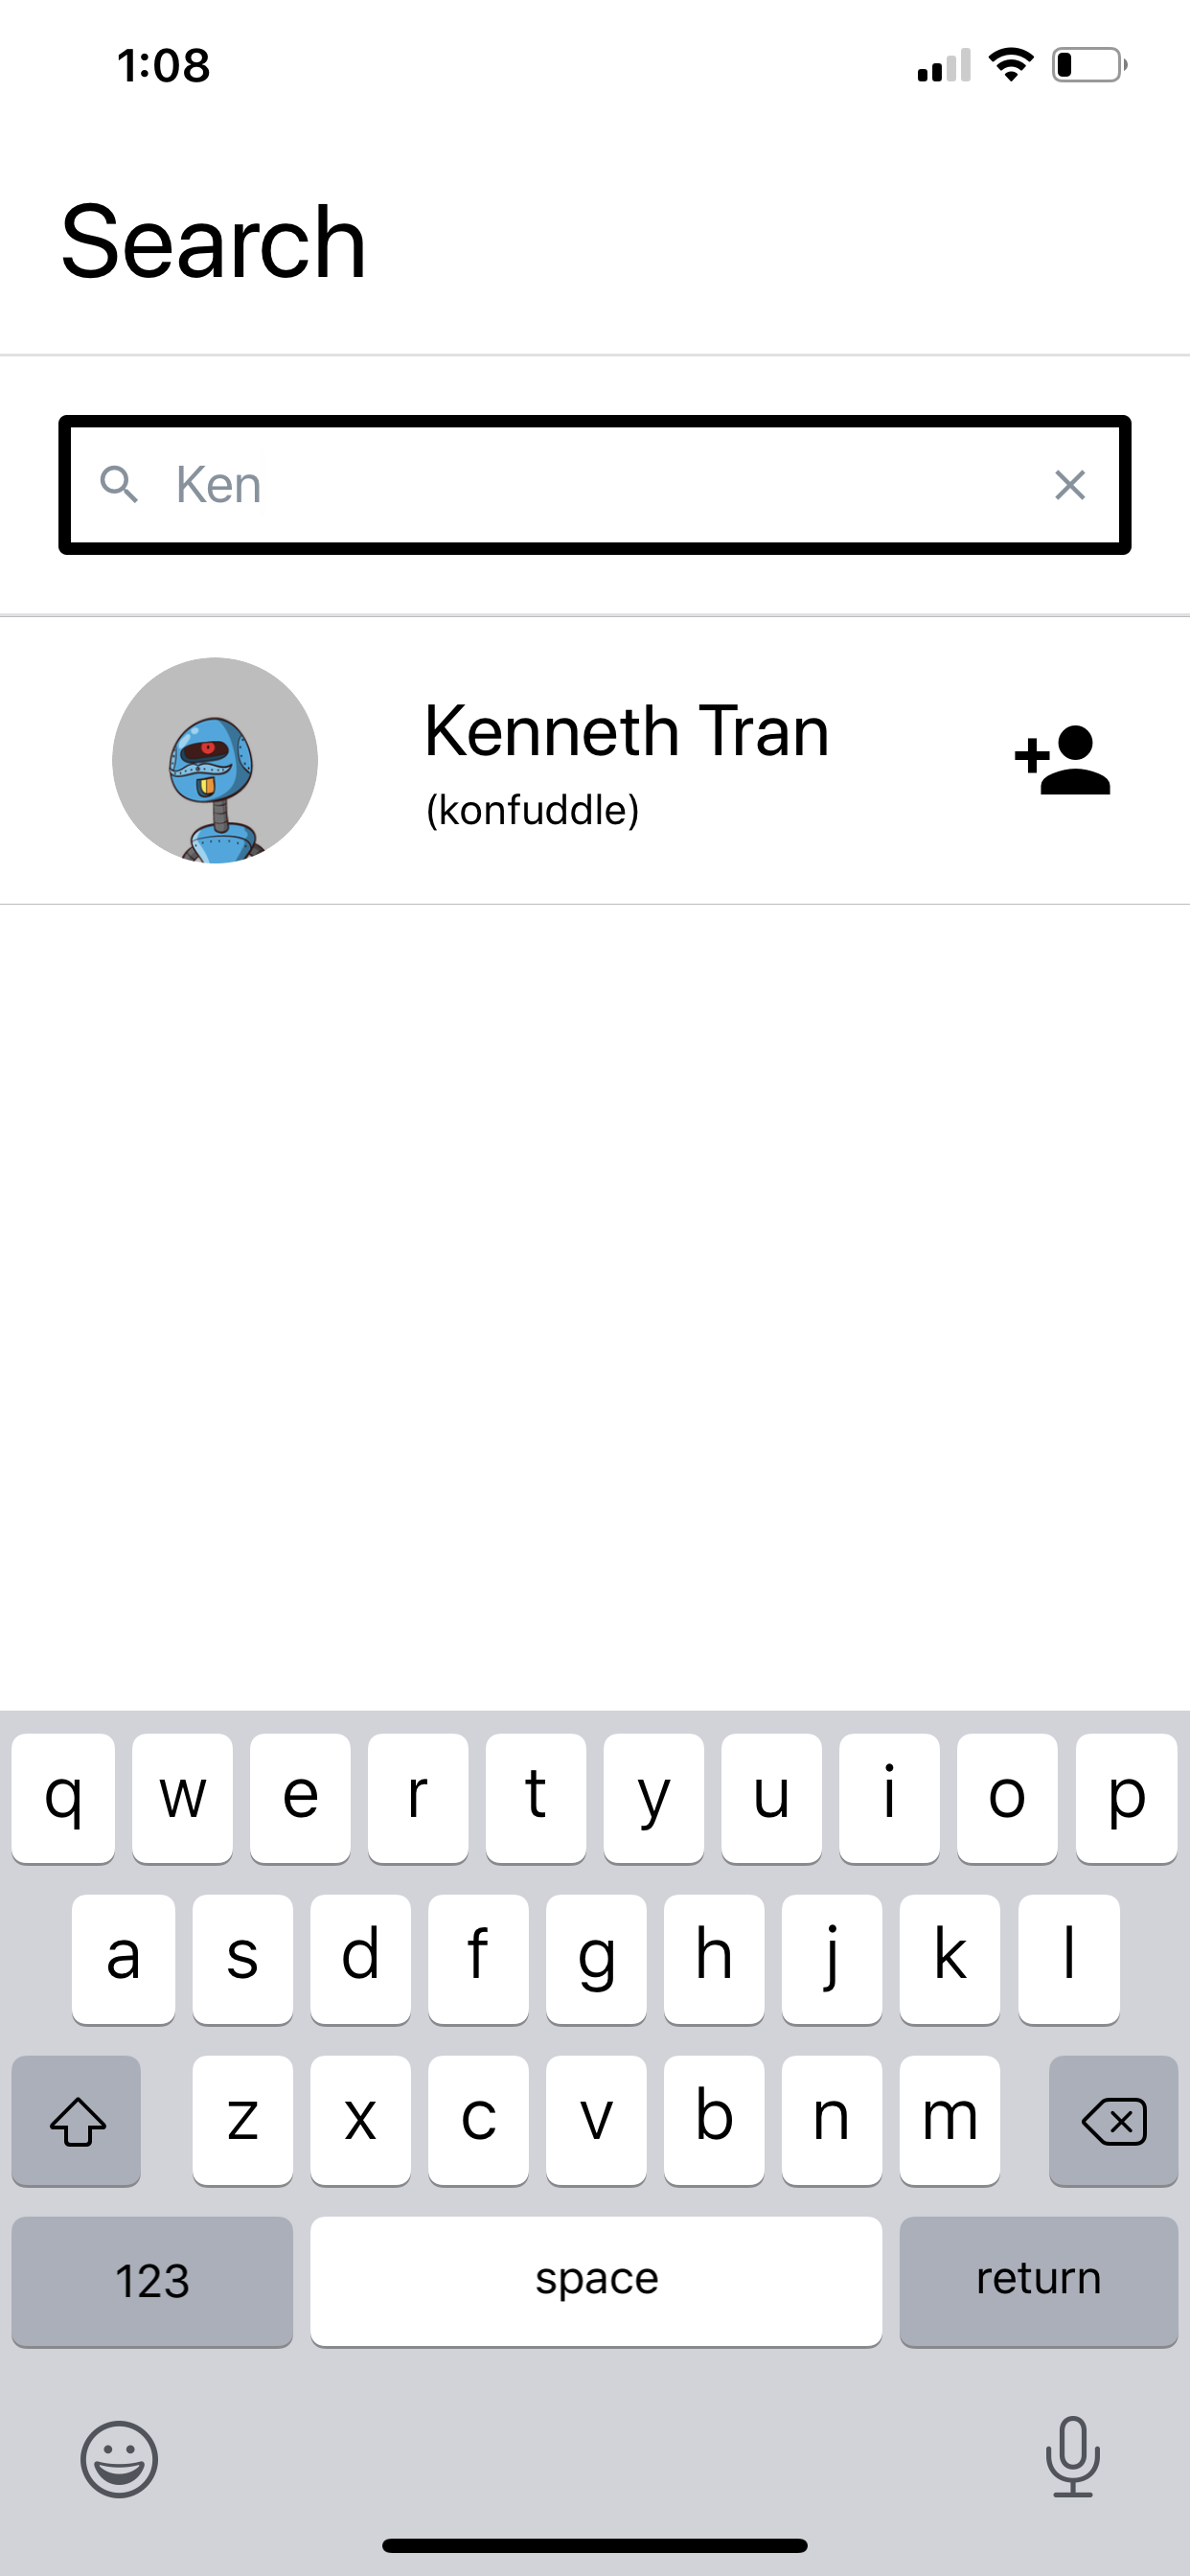 1:08
Search
Ken
Kenneth Tran
(konfuddle)
q w e r t y u i o p
a s d f g h j k l
z x c v b n m
123 space return